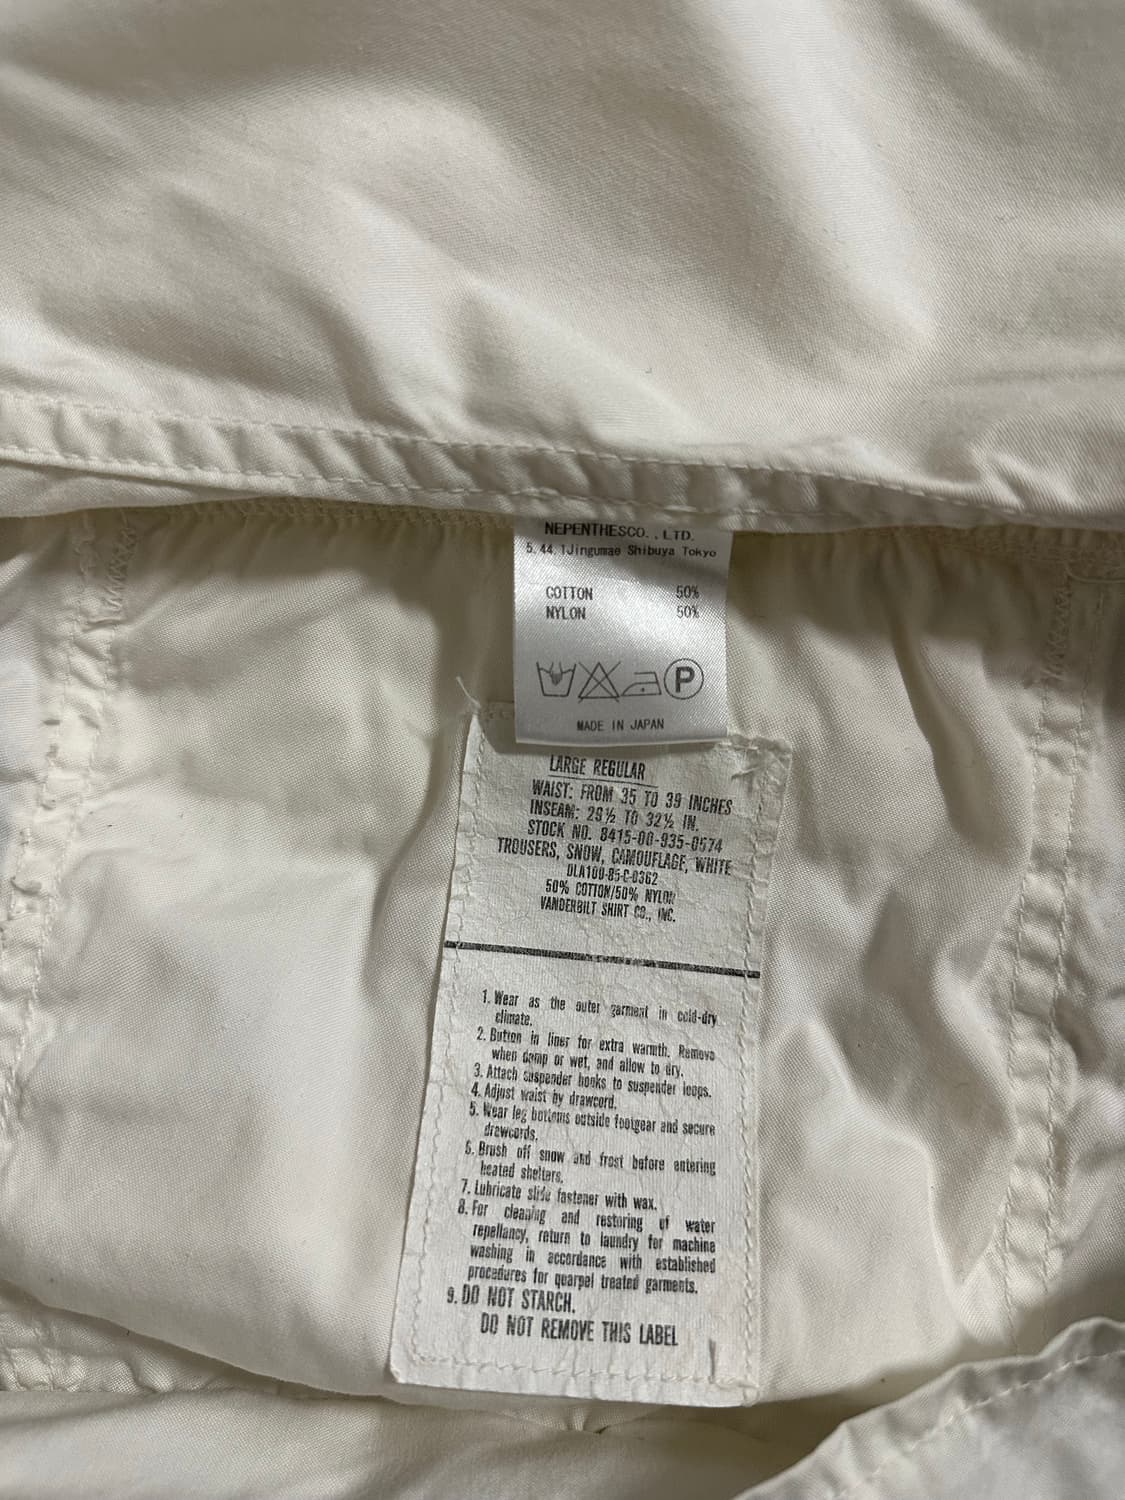 NEPENTHESCO.,LTD.
5.44.1Jingumae Shibuya Tokyo
COTTON 50%
NYLON 50%
P
MADE IN JAPAN
LARGE REGULAR
WAIST: FROM 35 TO 39 INCHES
INSEAM: 29½ TO 32½ IN.
STOCK NO. 8415-00-935-0574
TROUSERS, SNOW, CAMOUFLAGE, WHITE
DLA100-85-C-0362
50% COTTON/50% NYLON
VANDERBILT SHIRT CO., INC.
1. Wear as the outer garment in cold-dry
climate.
2. Button in liner for extra warmth. Remove
when damp or wet, and allow to dry.
3. Attach suspender hooks to suspender loops.
4. Adjust waist by drawcord.
5. Wear leg bottoms outside footgear and secure
drawcords.
6. Brush off snow and frost before entering
heated shelters.
7. Lubricate slide fastener with wax.
8. For cleaning and restoring of water
repellancy, return to laundry for machine
washing in accordance with established
procedures for quarpel treated garments.
9. DO NOT STARCH.
DO NOT REMOVE THIS LABEL